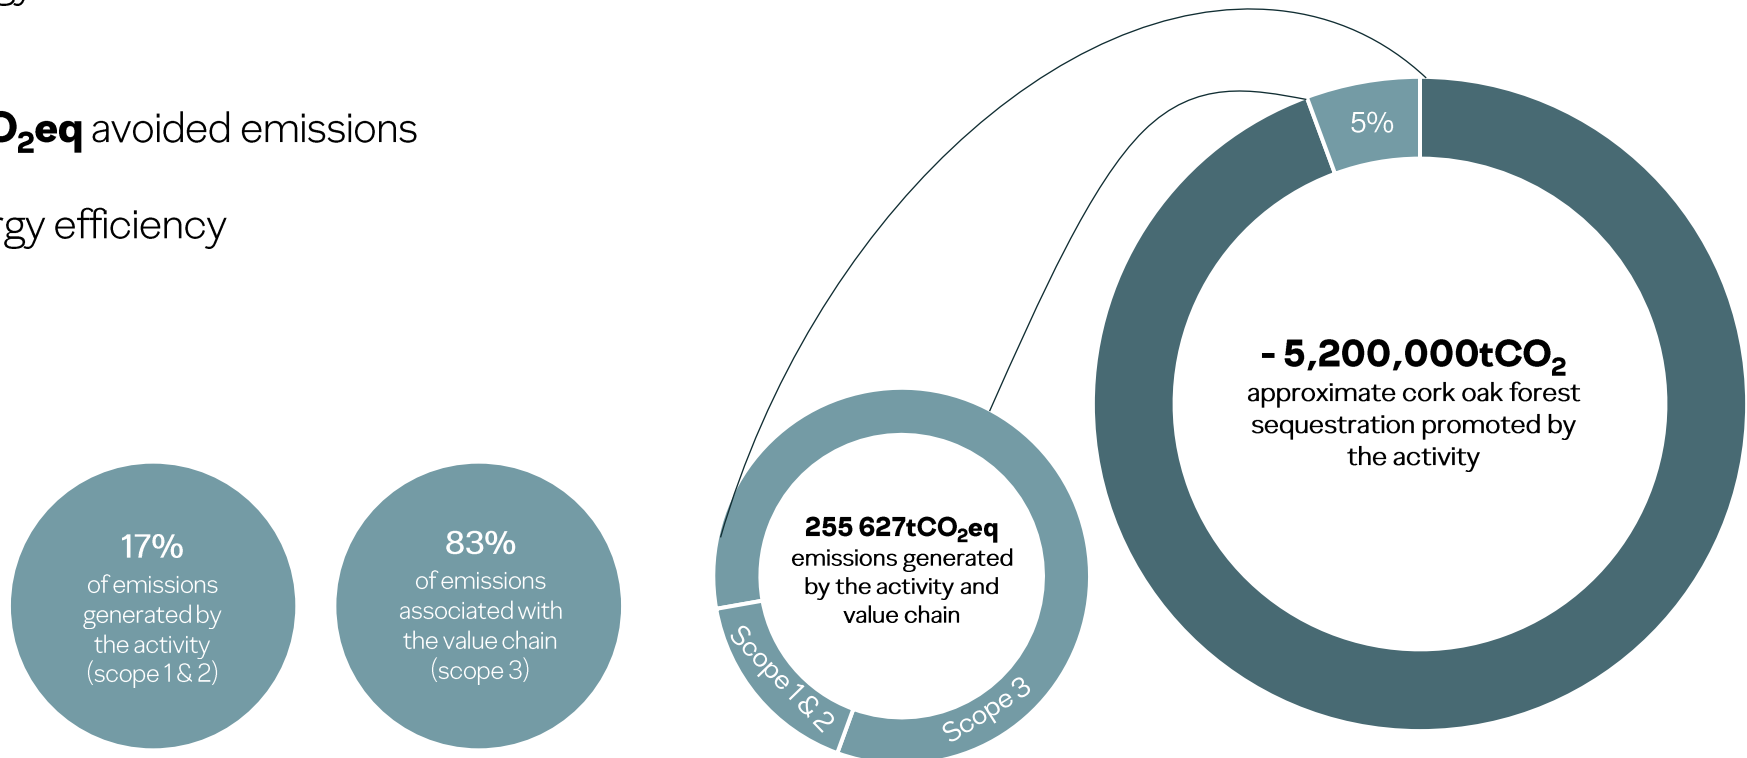 O₂eq avoided emissions
rgy efficiency
17%
of emissions
generated by
the activity
(scope 1 & 2)
83%
of emissions
associated with
the value chain
(scope 3)
255 627tCO₂eq
emissions generated
by the activity and
value chain
Scope 1 & 2
Scope 3
5%
- 5,200,000tCO₂
approximate cork oak forest
sequestration promoted by
the activity